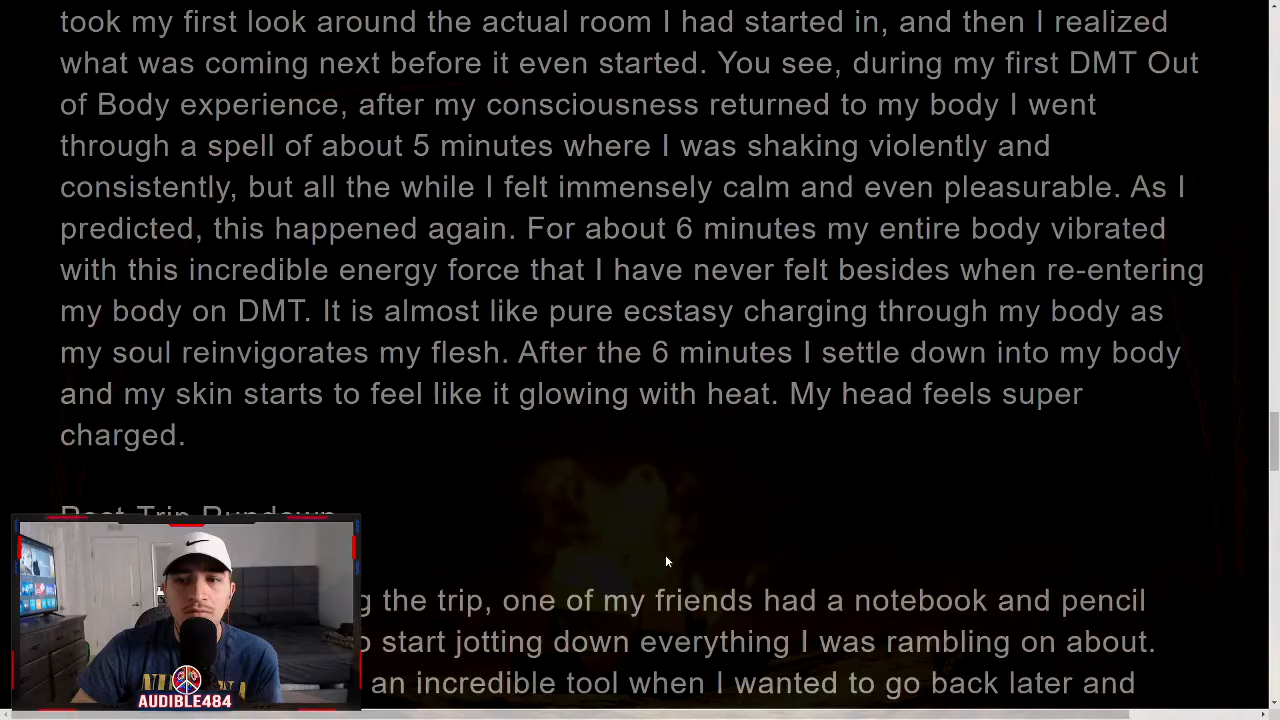 took my first look around the actual room I had started in, and then I realized
what was coming next before it even started. You see, during my first DMT Out
of Body experience, after my consciousness returned to my body I went
through a spell of about 5 minutes where I was shaking violently and
consistently, but all the while I felt immensely calm and even pleasurable. As I
predicted, this happened again. For about 6 minutes my entire body vibrated
with this incredible energy force that I have never felt besides when re-entering
my body on DMT. It is almost like pure ecstasy charging through my body as
my soul reinvigorates my flesh. After the 6 minutes I settle down into my body
and my skin starts to feel like it glowing with heat. My head feels super
charged.
Post-Trip Rundown
the trip, one of my friends had a notebook and pencil
start jotting down everything I was rambling on about.
an incredible tool when I wanted to go back later and
AUDIBLE484